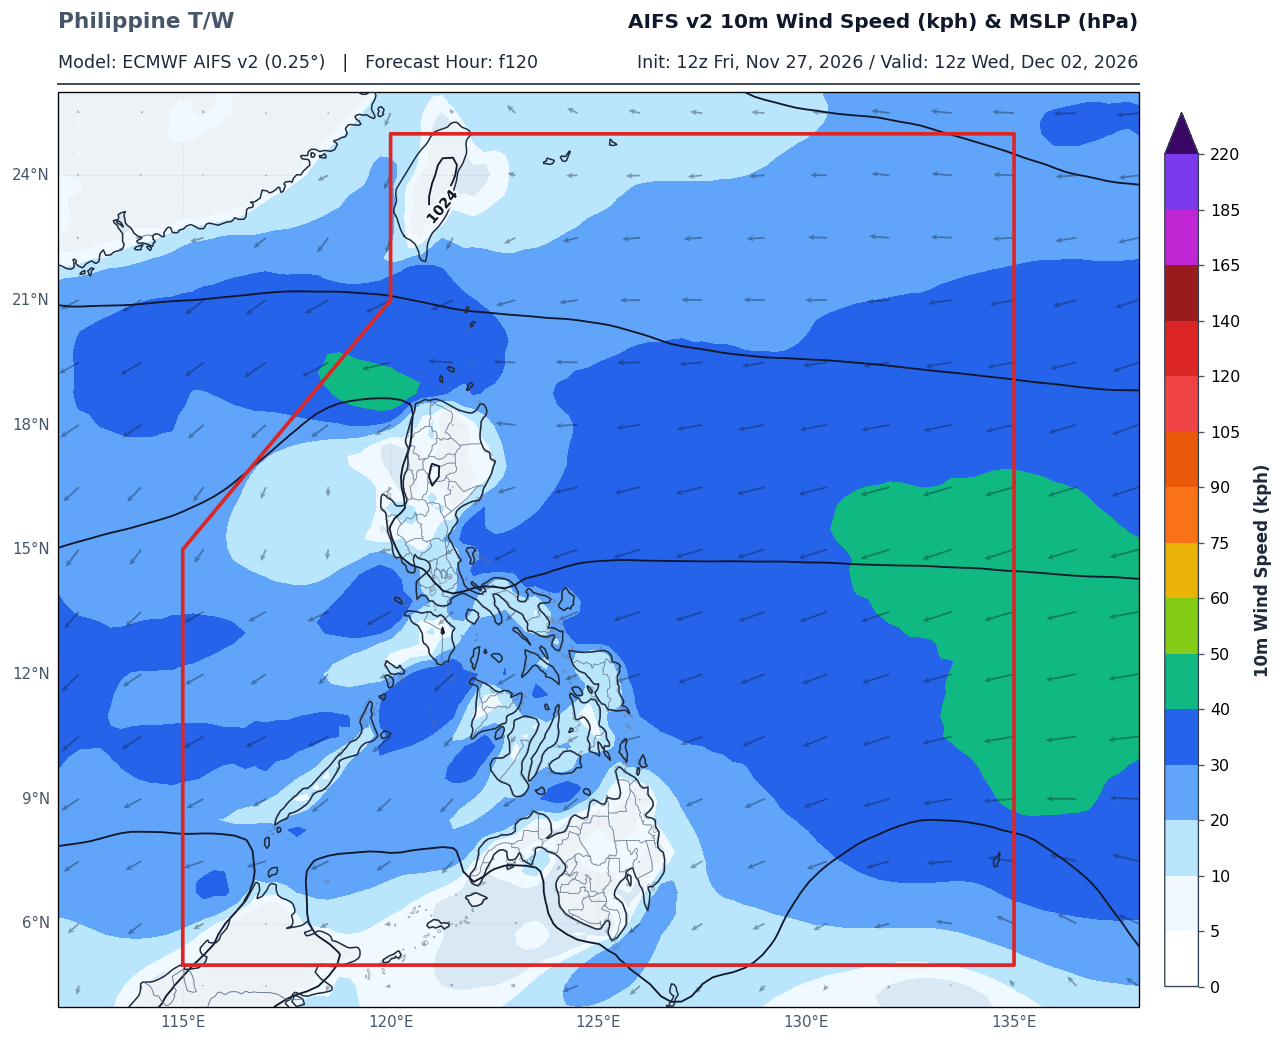 Philippine T/W
AIFS v2 10m Wind Speed (kph) & MSLP (hPa)
Model: ECMWF AIFS v2 (0.25°) | Forecast Hour: f120
Init: 12z Fri, Nov 27, 2026 / Valid: 12z Wed, Dec 02, 2026
24°N
21°N
18°N
15°N
12°N
9°N
6°N
1024
115°E
120°E
125°E
130°E
135°E
220
185
165
140
120
105
90
75
60
50
40
30
20
10
5
0
10m Wind Speed (kph)